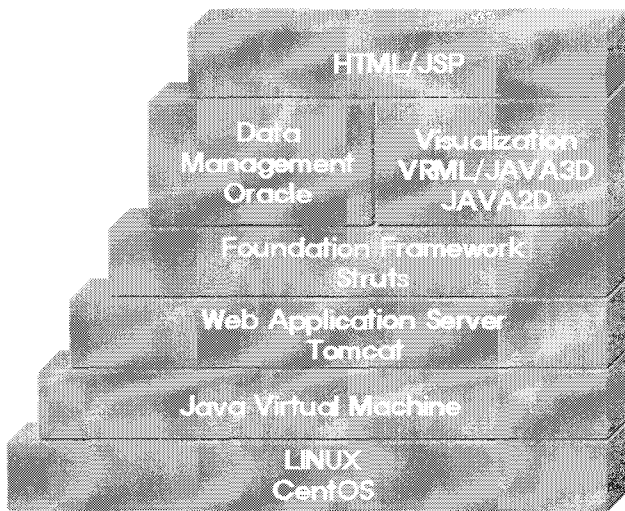 HTML/JSP
Data
Management
Oracle
Visualization
VRML/JAVA3D
JAVA2D
Foundation Framework
Struts
Web Application Server
Tomcat
Java Virtual Machine
LINUX
CentOS